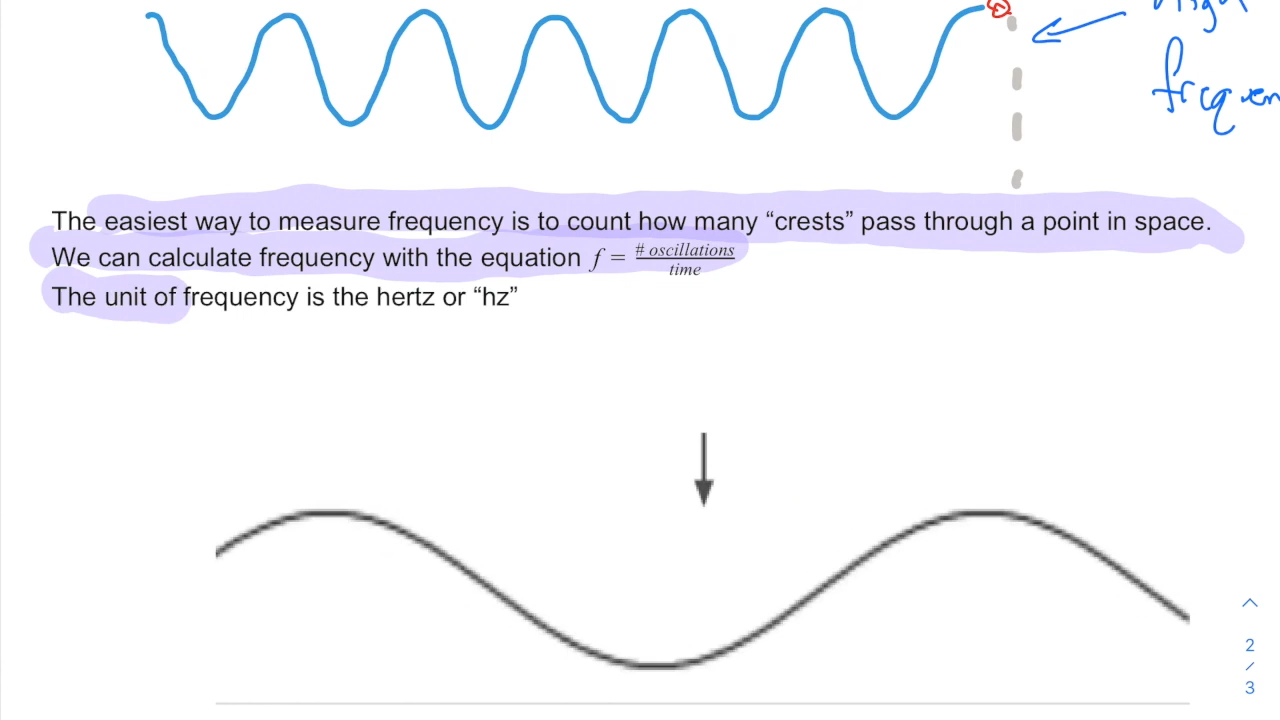 The easiest way to measure frequency is to count how many “crests” pass through a point in space.
We can calculate frequency with the equation f = # oscillations / time
The unit of frequency is the hertz or “hz”
2
/
3